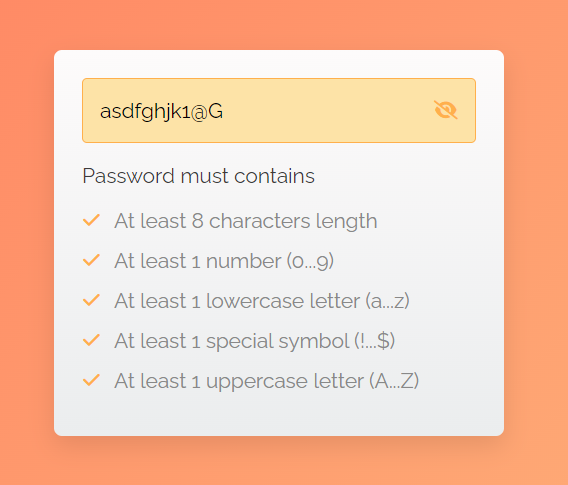 asdfghjk1@G
Password must contains
At least 8 characters length
At least 1 number (0...9)
At least 1 lowercase letter (a...z)
At least 1 special symbol (!...$)
At least 1 uppercase letter (A...Z)